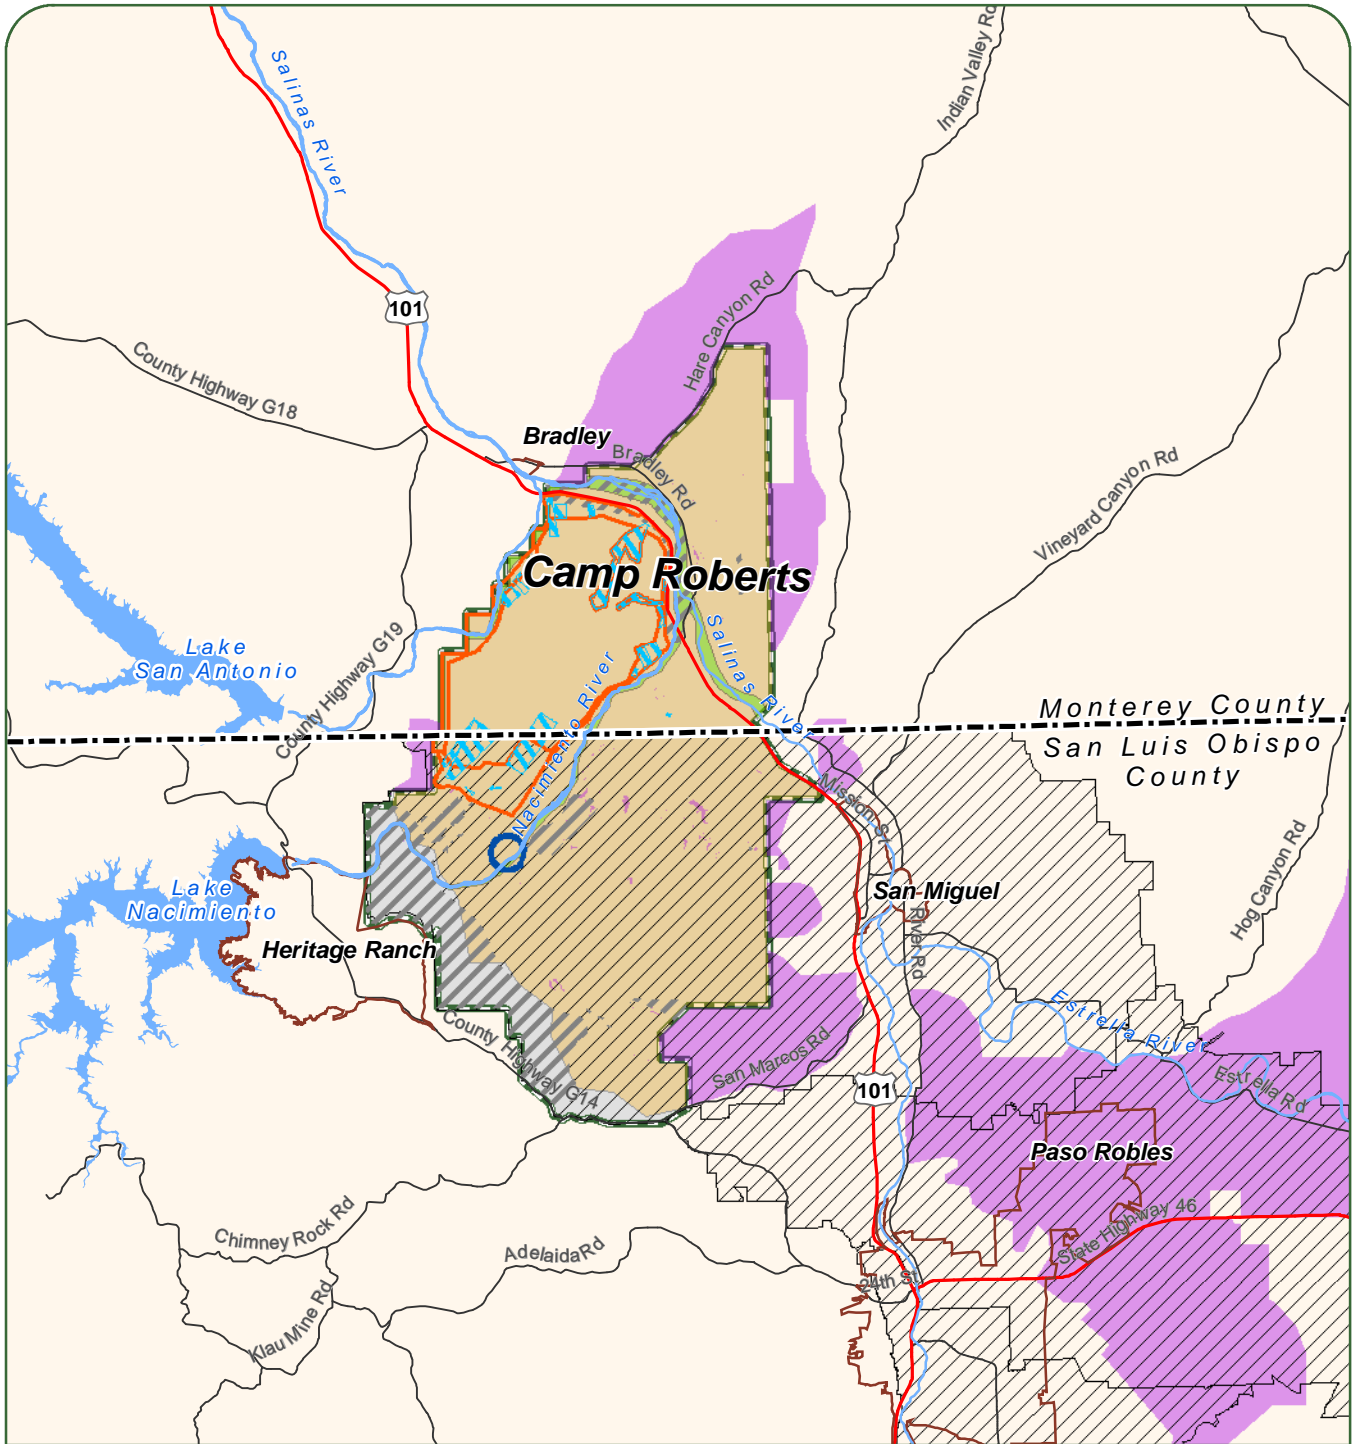 Salinas River
Indian Valley Rd
101
Hare Canyon Rd
County Highway G18
Bradley
Bradley Rd
Vineyard Canyon Rd
Camp Roberts
Lake
San Antonio
County Highway G19
Salinas River
Nacimiento River
Monterey County
San Luis Obispo
County
Mission St
Lake
Nacimiento
San Miguel
Hog Canyon Rd
Heritage Ranch
River Rd
Estrella River
County Highway G14
San Marcos Rd
101
Estrella Rd
Paso Robles
Chimney Rock Rd
Adelaida Rd
State Highway 46
24th St
Klau Mine Rd